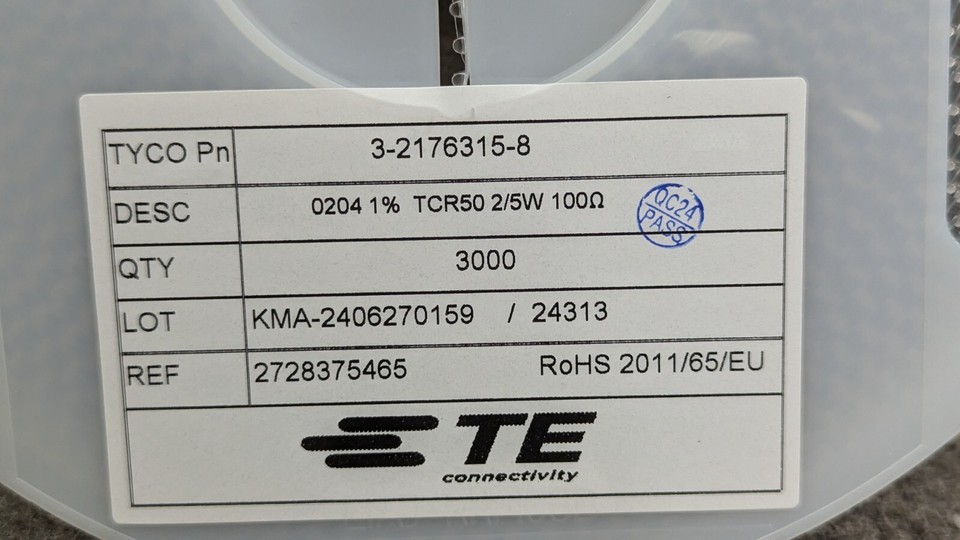 TYCO Pn 3-2176315-8
DESC 0204 1% TCR50 2/5W 100Ω
QC24
PASS
QTY 3000
LOT KMA-2406270159 / 24313
REF 2728375465 RoHS 2011/65/EU
TE
connectivity